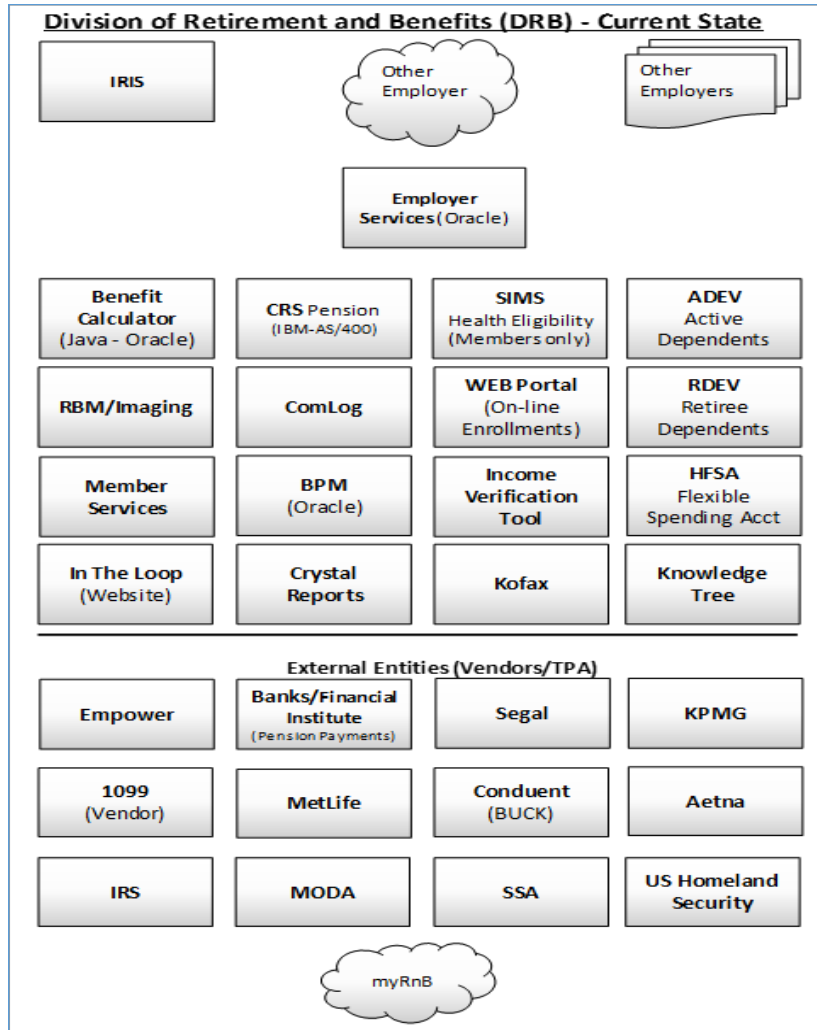 Division of Retirement and Benefits (DRB) - Current State
IRIS
Other
Employer
Other
Employers
Employer
Services(Oracle)
Benefit
Calculator
(Java - Oracle)
CRS Pension
(IBM-AS/400)
SIMS
Health Eligibility
(Members only)
ADEV
Active
Dependents
RBM/Imaging
ComLog
WEB Portal
(On-line
Enrollments)
RDEV
Retiree
Dependents
Member
Services
BPM
(Oracle)
Income
Verification
Tool
HFSA
Flexible
Spending Acct
In The Loop
(Website)
Crystal
Reports
Kofax
Knowledge
Tree
External Entities (Vendors/TPA)
Empower
Banks/Financial
Institute
(Pension Payments)
Segal
KPMG
1099
(Vendor)
MetLife
Conduent
(BUCK)
Aetna
IRS
MODA
SSA
US Homeland
Security
myRnB